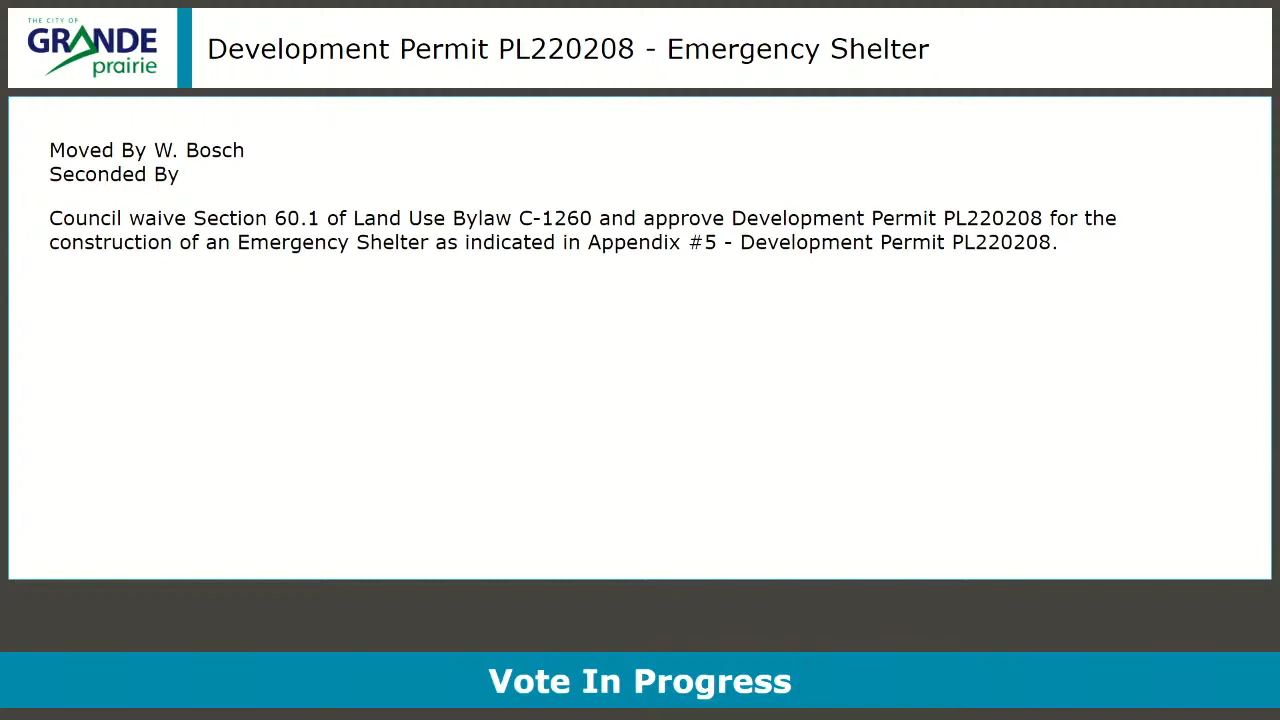 THE CITY OF
GRANDE
prairie
Development Permit PL220208 - Emergency Shelter
Moved By W. Bosch
Seconded By
Council waive Section 60.1 of Land Use Bylaw C-1260 and approve Development Permit PL220208 for the
construction of an Emergency Shelter as indicated in Appendix #5 - Development Permit PL220208.
Vote In Progress